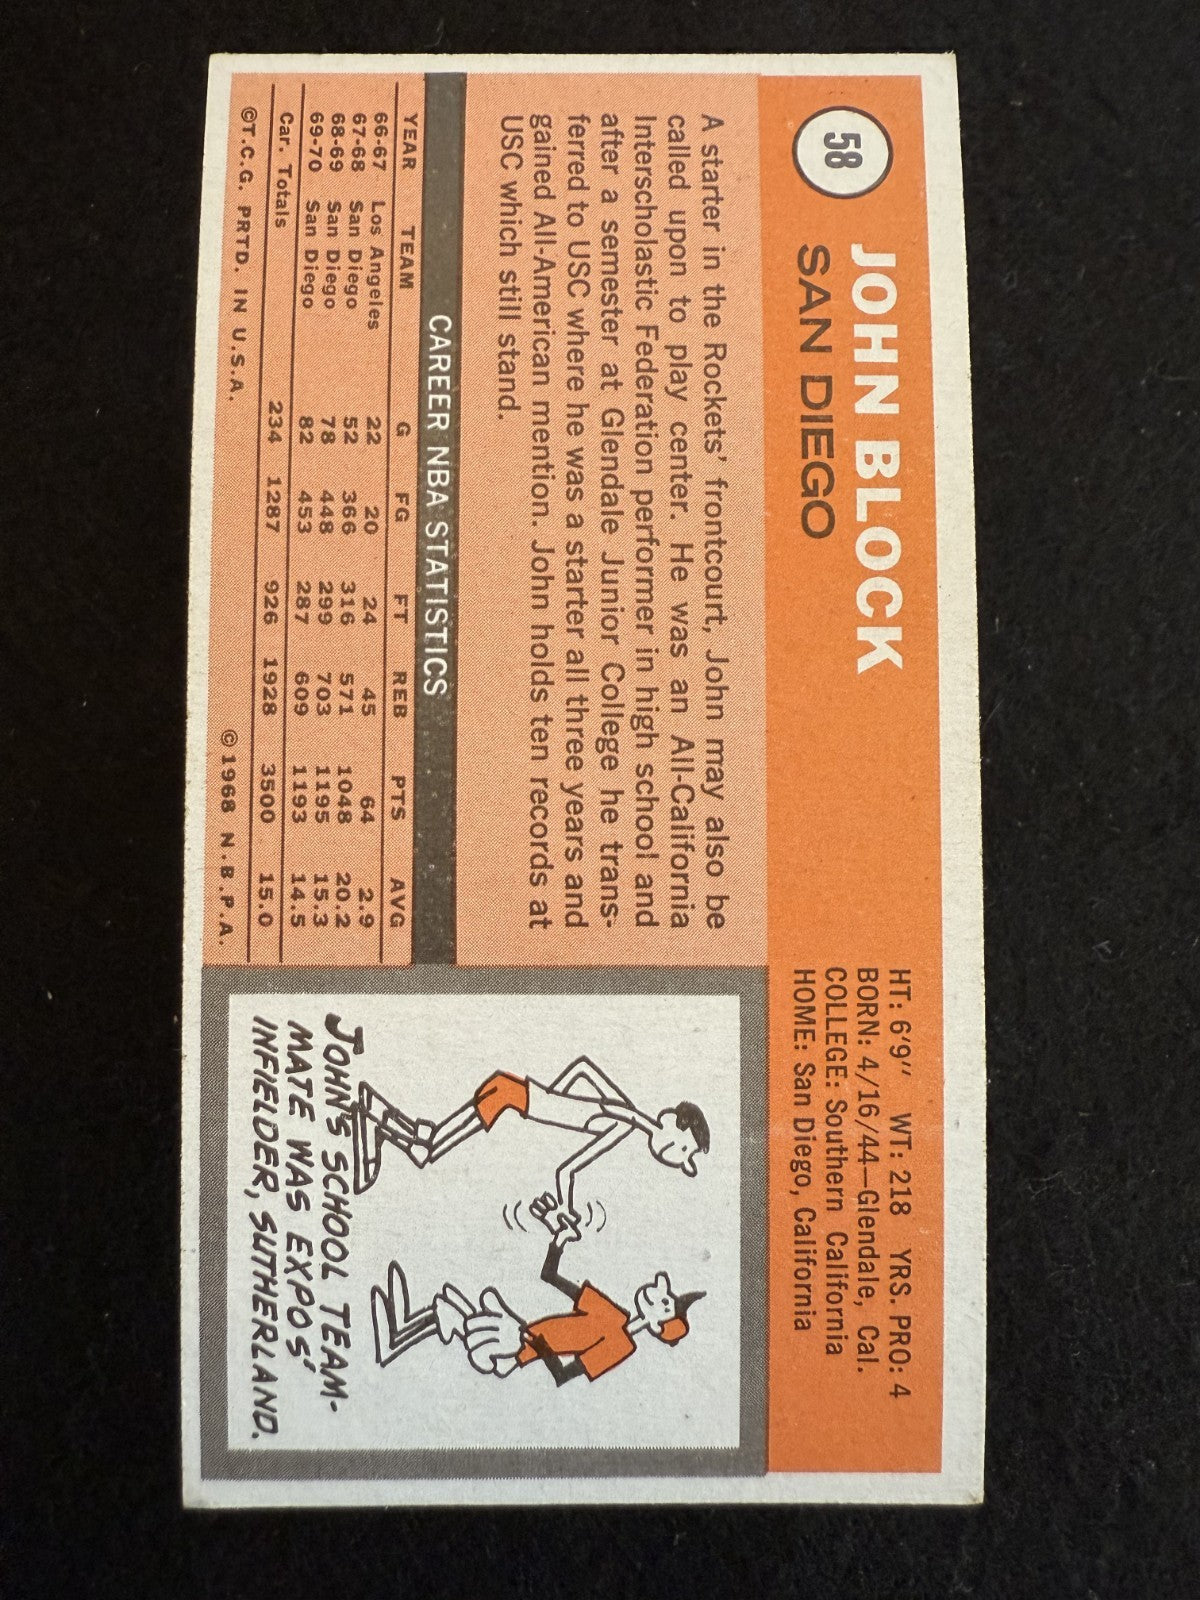 58
JOHN BLOCK
SAN DIEGO
HT: 6'9" WT: 218 YRS. PRO: 4
BORN: 4/16/44—Glendale, Cal.
COLLEGE: Southern California
HOME: San Diego, California
A starter in the Rockets' frontcourt, John may also be
called upon to play center. He was an All-California
Interscholastic Federation performer in high school and
after a semester at Glendale Junior College he trans-
ferred to USC where he was a starter all three years and
gained All-American mention. John holds ten records at
USC which still stand.
CAREER NBA STATISTICS
YEAR TEAM G FG FT REB PTS AVG
66-67 Los Angeles 22 20 24 45 64 2.9
67-68 San Diego 52 366 316 571 1048 20.2
68-69 San Diego 78 448 299 703 1195 15.3
69-70 San Diego 82 453 287 609 1193 14.5
Car. Totals 234 1287 926 1928 3500 15.0
©T.C.G. PRTD. IN U.S.A. ©1968 N.B.P.A.
JOHN'S SCHOOL TEAM-
MATE WAS EXPOS'
INFIELDER, SUTHERLAND.